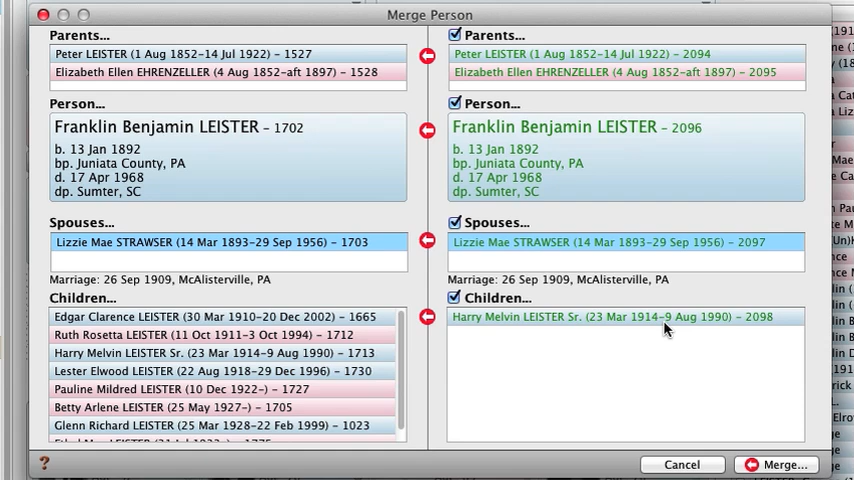 Merge Person
Parents...
Peter LEISTER (1 Aug 1852-14 Jul 1922) - 1527
Elizabeth Ellen EHRENZELLER (4 Aug 1852-aft 1897) - 1528
Person...
Franklin Benjamin LEISTER - 1702
b. 13 Jan 1892
bp. Juniata County, PA
d. 17 Apr 1968
dp. Sumter, SC
Spouses...
Lizzie Mae STRAWSER (14 Mar 1893-29 Sep 1956) - 1703
Marriage: 26 Sep 1909, McAlisterville, PA
Children...
Edgar Clarence LEISTER (30 Mar 1910-20 Dec 2002) - 1665
Ruth Rosetta LEISTER (11 Oct 1911-3 Oct 1994) - 1712
Harry Melvin LEISTER Sr. (23 Mar 1914-9 Aug 1990) - 1713
Lester Elwood LEISTER (22 Aug 1918-29 Dec 1996) - 1730
Pauline Mildred LEISTER (10 Dec 1922-) - 1727
Betty Arlene LEISTER (25 May 1927-) - 1705
Glenn Richard LEISTER (25 Mar 1928-22 Feb 1999) - 1023
Parents...
Peter LEISTER (1 Aug 1852-14 Jul 1922) - 2094
Elizabeth Ellen EHRENZELLER (4 Aug 1852-aft 1897) - 2095
Person...
Franklin Benjamin LEISTER - 2096
b. 13 Jan 1892
bp. Juniata County, PA
d. 17 Apr 1968
dp. Sumter, SC
Spouses...
Lizzie Mae STRAWSER (14 Mar 1893-29 Sep 1956) - 2097
Marriage: 26 Sep 1909, McAlisterville, PA
Children...
Harry Melvin LEISTER Sr. (23 Mar 1914-9 Aug 1990) - 2098
?
Cancel
Merge...